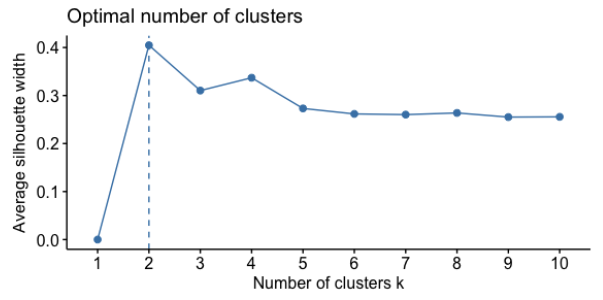 Optimal number of clusters
Average silhouette width
0.4
0.3
0.2
0.1
0.0
1 2 3 4 5 6 7 8 9 10
Number of clusters k